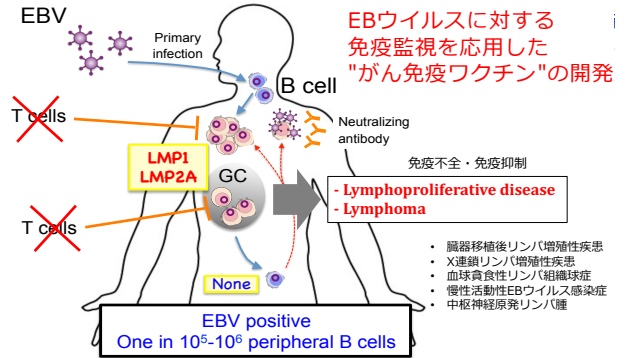 EBV
Primary
infection
EBウイルスに対する
免疫監視を応用した
"がん免疫ワクチン"の開発
B cell
T cells
Neutralizing
antibody
LMP1
LMP2A
GC
免疫不全・免疫抑制
- Lymphoproliferative disease
- Lymphoma
T cells
None
• 臓器移植後リンパ増殖性疾患
• X連鎖リンパ増殖性疾患
• 血球貪食性リンパ組織球症
• 慢性活動性EBウイルス感染症
• 中枢神経原発リンパ腫
EBV positive
One in 10⁵-10⁶ peripheral B cells